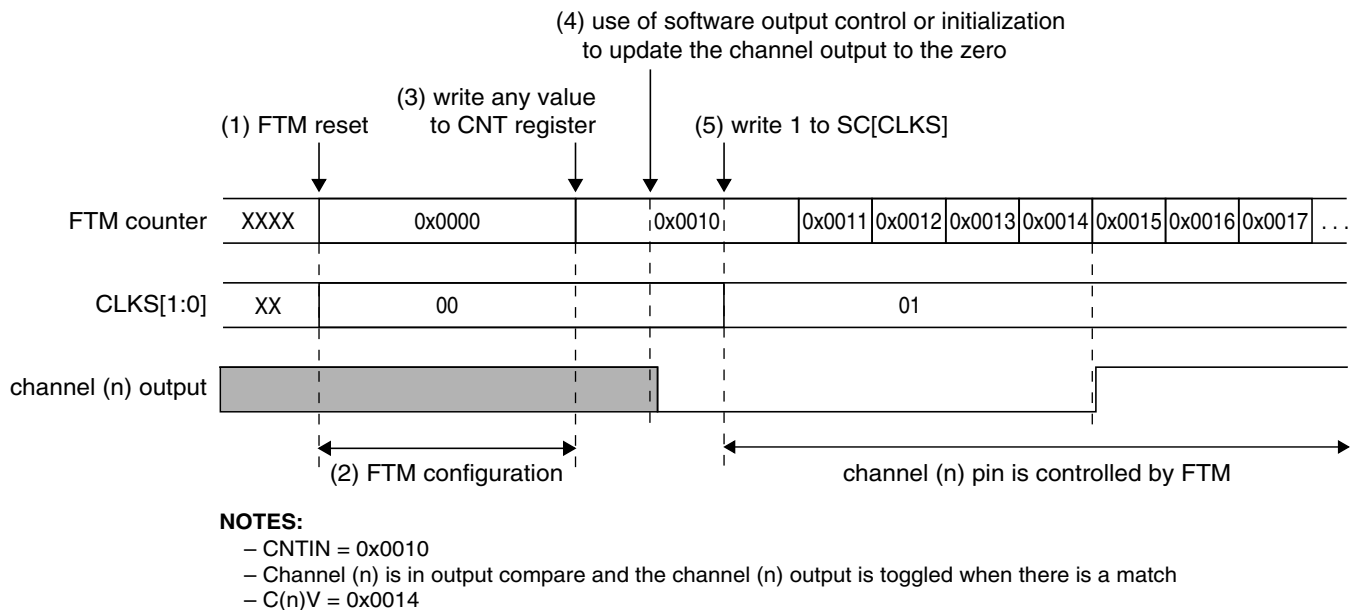 (4) use of software output control or initialization
to update the channel output to the zero
(3) write any value
to CNT register
(1) FTM reset
(5) write 1 to SC[CLKS]
FTM counter XXXX 0x0000 0x0010 0x0011 0x0012 0x0013 0x0014 0x0015 0x0016 0x0017 . . .
CLKS[1:0] XX 00 01
channel (n) output
(2) FTM configuration
channel (n) pin is controlled by FTM
NOTES:
– CNTIN = 0x0010
– Channel (n) is in output compare and the channel (n) output is toggled when there is a match
– C(n)V = 0x0014